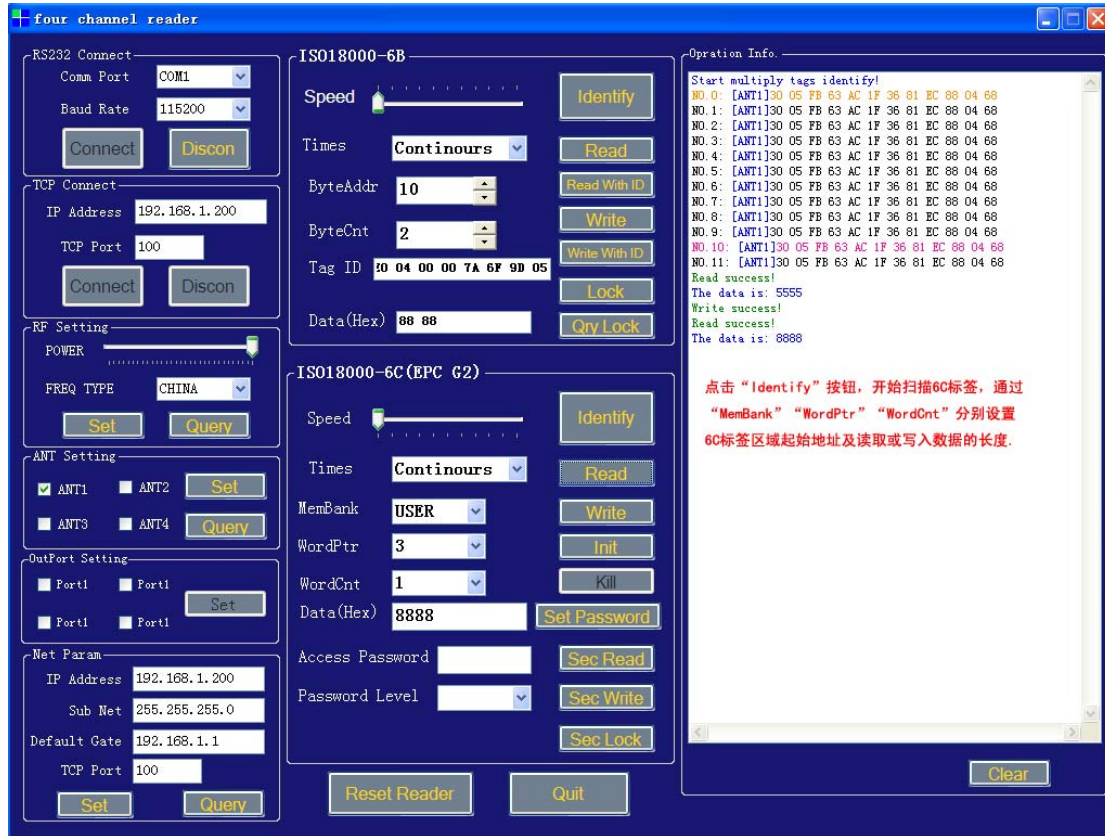 four channel reader
RS232 Connect
Comm Port COM1
Baud Rate 115200
Connect Discon
TCP Connect
IP Address 192.168.1.200
TCP Port 100
Connect Discon
RF Setting
POWER
FREQ TYPE CHINA
Set Query
ANT Setting
ANT1 ANT2 Set
ANT3 ANT4 Query
OutPort Setting
Port1 Port1
Set
Port1 Port1
Net Param
IP Address 192.168.1.200
Sub Net 255.255.255.0
Default Gate 192.168.1.1
TCP Port 100
Set Query
ISO18000-6B
Speed Identify
Times Continours Read
ByteAddr 10 Read With ID
ByteCnt 2 Write
Write With ID
Tag ID 04 00 00 7A 6F 9D 05
Lock
Data(Hex) 88 88 Qry Lock
ISO18000-6C(EPC G2)
Speed Identify
Times Continours Read
MemBank USER Write
WordPtr 3 Init
WordCnt 1 Kill
Data(Hex) 8888 Set Password
Access Password Sec Read
Password Level Sec Write
Sec Lock
Reset Reader Quit
Opration Info.
Start multiply tags identify!
NO.0: [ANT1]30 05 FB 63 AC 1F 36 81 EC 88 04 68
NO.1: [ANT1]30 05 FB 63 AC 1F 36 81 EC 88 04 68
NO.2: [ANT1]30 05 FB 63 AC 1F 36 81 EC 88 04 68
NO.3: [ANT1]30 05 FB 63 AC 1F 36 81 EC 88 04 68
NO.4: [ANT1]30 05 FB 63 AC 1F 36 81 EC 88 04 68
NO.5: [ANT1]30 05 FB 63 AC 1F 36 81 EC 88 04 68
NO.6: [ANT1]30 05 FB 63 AC 1F 36 81 EC 88 04 68
NO.7: [ANT1]30 05 FB 63 AC 1F 36 81 EC 88 04 68
NO.8: [ANT1]30 05 FB 63 AC 1F 36 81 EC 88 04 68
NO.9: [ANT1]30 05 FB 63 AC 1F 36 81 EC 88 04 68
NO.10: [ANT1]30 05 FB 63 AC 1F 36 81 EC 88 04 68
NO.11: [ANT1]30 05 FB 63 AC 1F 36 81 EC 88 04 68
Read success!
The data is: 5555
Write success!
Read success!
The data is: 8888
点击“Identify”按钮，开始扫描6C标签，通过
“MemBank”“WordPtr”“WordCnt”分别设置
6C标签区域起始地址及读取或写入数据的长度.
Clear